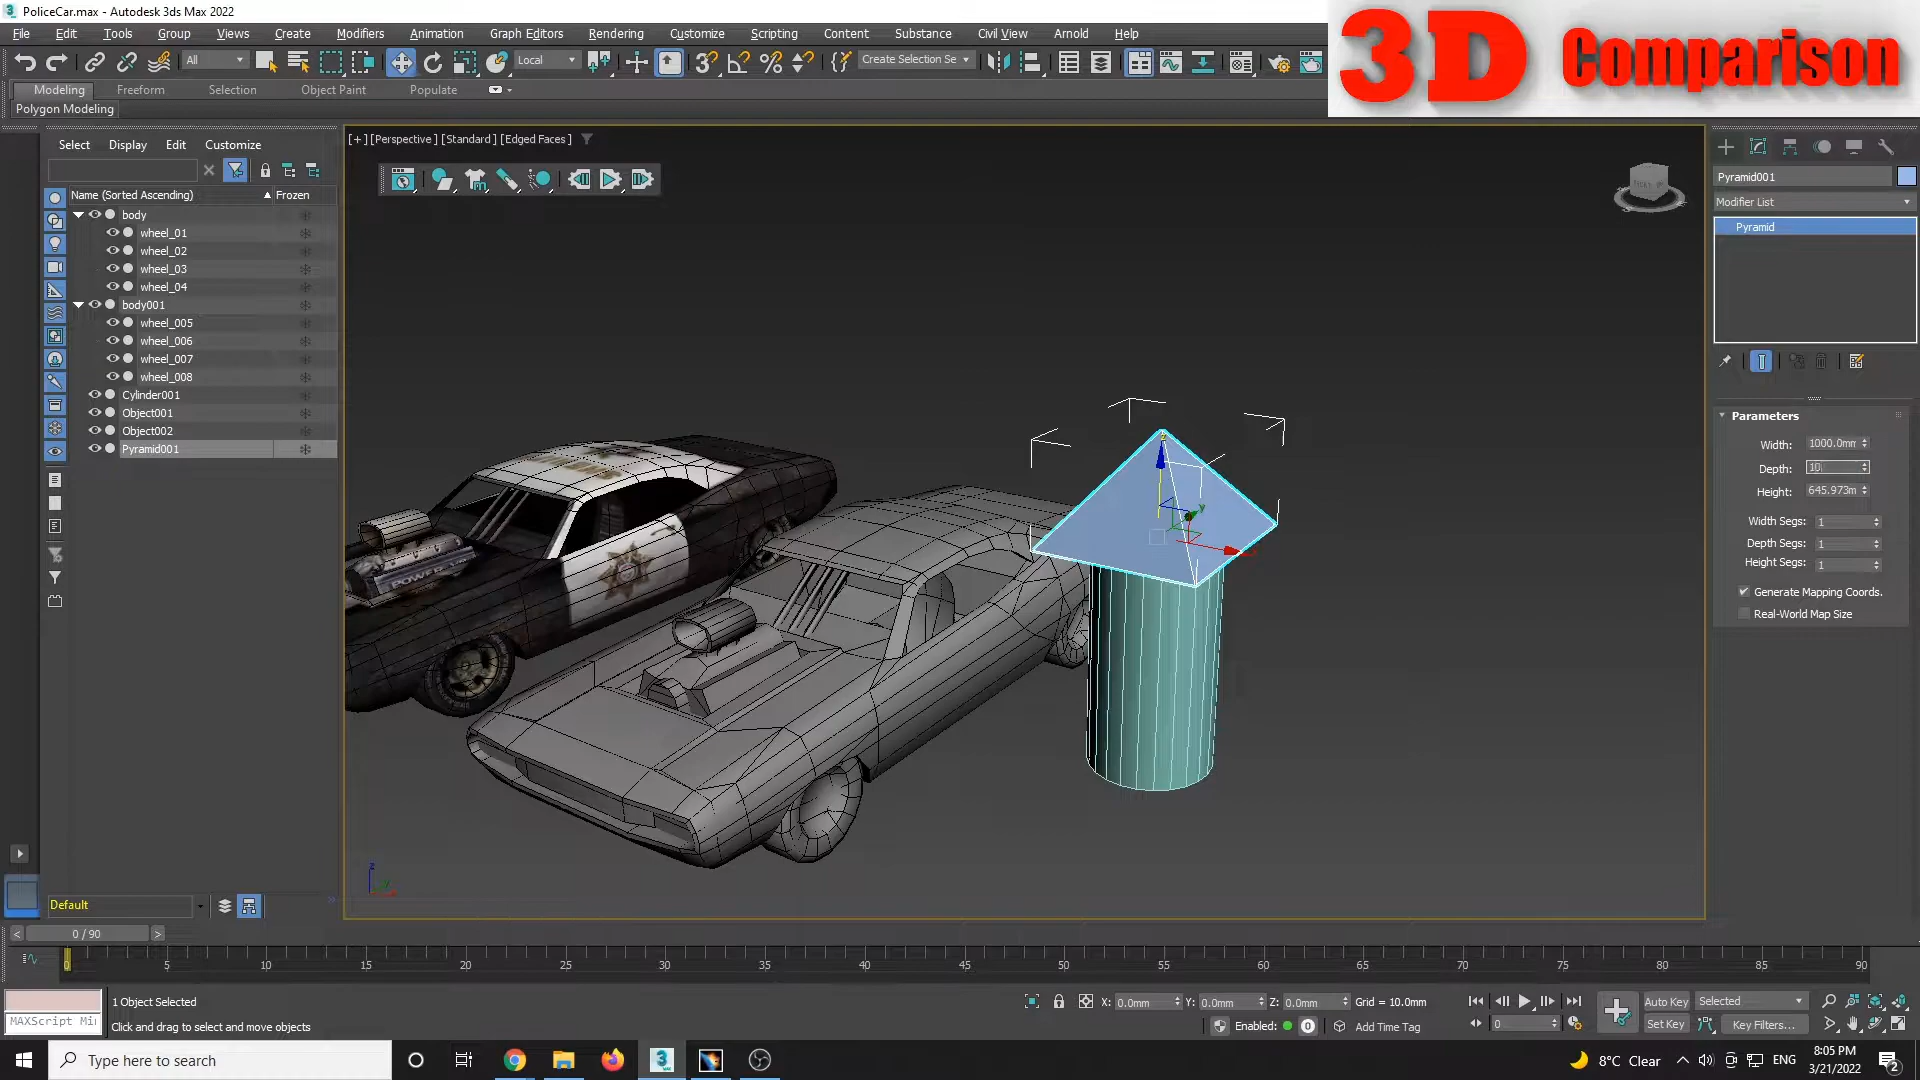 PoliceCar.max - Autodesk 3ds Max 2022
File Edit Tools Group Views Create Modifiers Animation Graph Editors Rendering Customize Scripting Content Substance Civil View Arnold Help
3D Comparison
All Local Create Selection Se
Modeling Freeform Selection Object Paint Populate
Polygon Modeling
Select Display Edit Customize
[+] [Perspective] [Standard] [Edged Faces]
Name (Sorted Ascending) Frozen
body
wheel_01
wheel_02
wheel_03
wheel_04
body001
wheel_005
wheel_006
wheel_007
wheel_008
Cylinder001
Object001
Object002
Pyramid001
Pyramid001
Modifier List
Pyramid
Parameters
Width: 1000.0mm
Depth: 10
Height: 645.973m
Width Segs: 1
Depth Segs: 1
Height Segs: 1
Generate Mapping Coords.
Real-World Map Size
z
y
z
Default
0 / 90
0 5 10 15 20 25 30 35 40 45 50 55 60 65 70 75 80 85 90
1 Object Selected
X: 0.0mm Y: 0.0mm Z: 0.0mm Grid = 10.0mm
Auto Key Selected
MAXScript Mi
Click and drag to select and move objects
Enabled: 0 Add Time Tag
0
Set Key Key Filters...
Type here to search
8°C Clear ENG 8:05 PM
3/21/2022
2